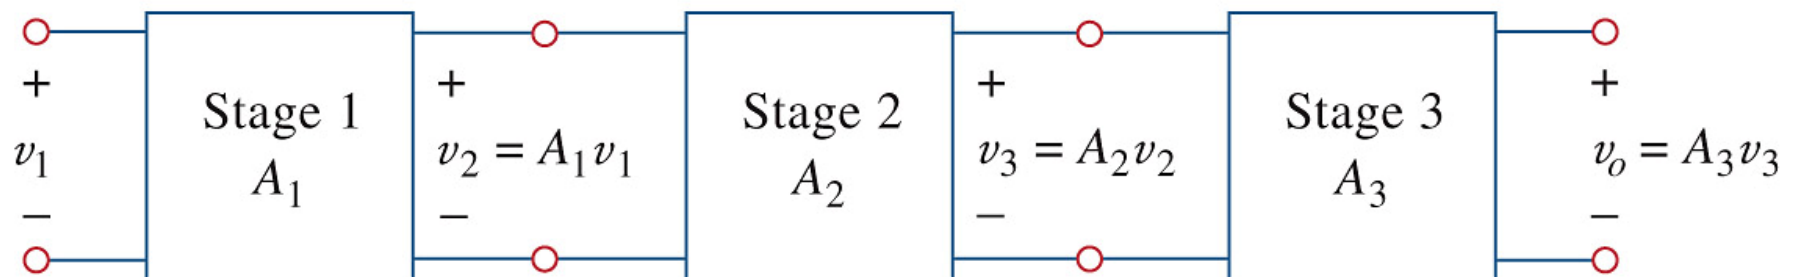 + + + +
Stage 1 Stage 2 Stage 3
v₁ v₂ = A₁v₁ v₃ = A₂v₂ vₒ = A₃v₃
A₁ A₂ A₃
− − − −